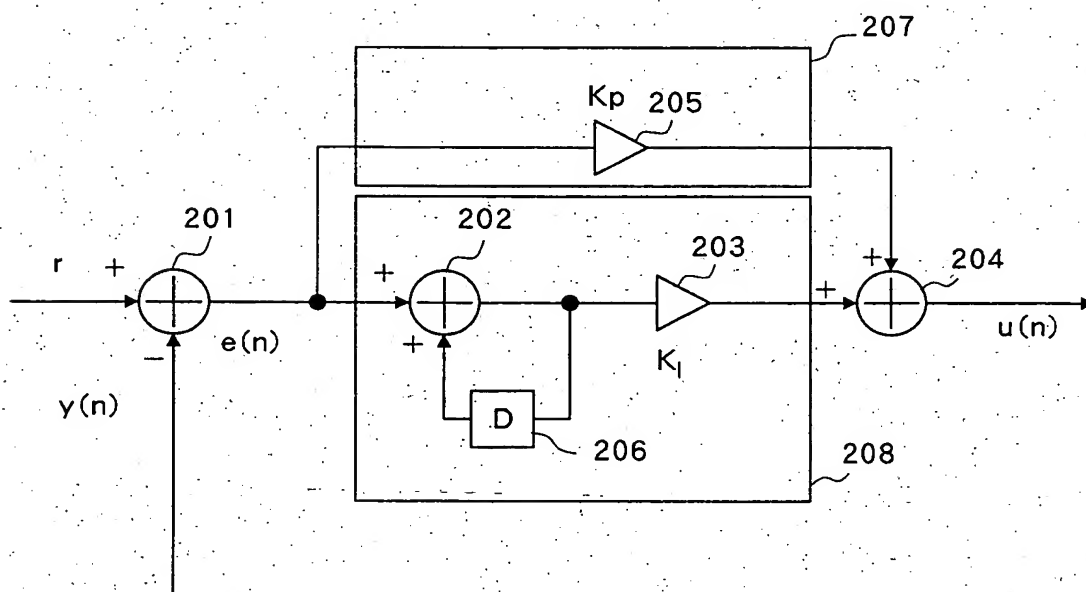 207
Kp
205
201
202
203
204
r
+
+
+
+
+
−
e(n)
K_I
u(n)
y(n)
D
206
208